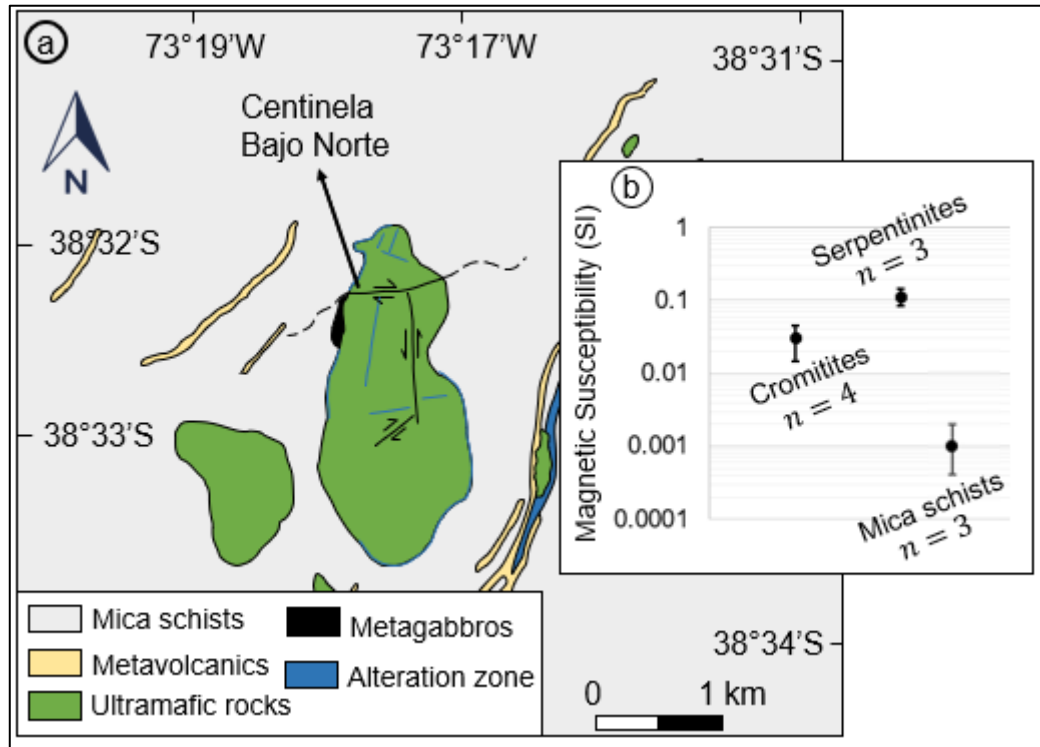 a
73°19'W
73°17'W
38°31'S
Centinela
Bajo Norte
N
38°32'S
38°33'S
38°34'S
Mica schists
Metavolcanics
Ultramafic rocks
Metagabbros
Alteration zone
0
1 km
b
Magnetic Susceptibility (SI)
1
0.1
0.01
0.001
0.0001
Serpentinites
n = 3
Cromitites
n = 4
Mica schists
n = 3